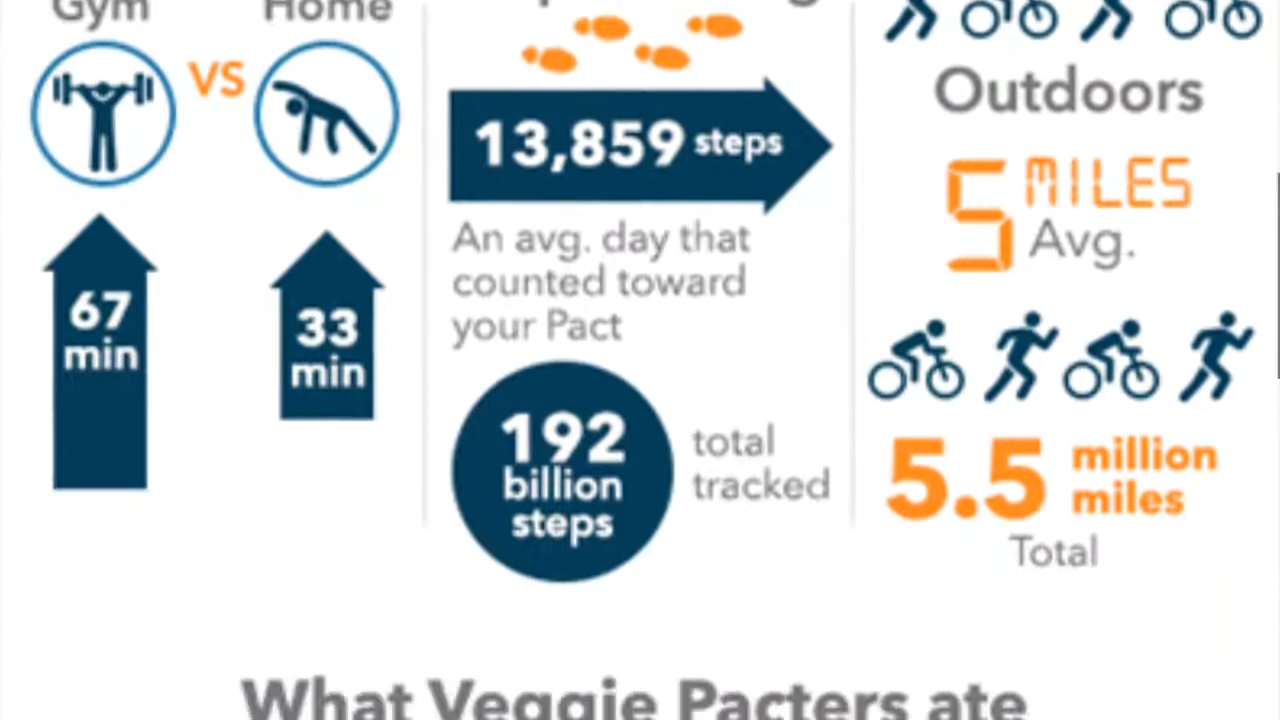 Gym
VS
Home
67
min
33
min
13,859 steps
An avg. day that
counted toward
your Pact
192
billion
steps
total
tracked
Outdoors
5 MILES
Avg.
5.5 million
miles
Total
What Veggie Pacters ate